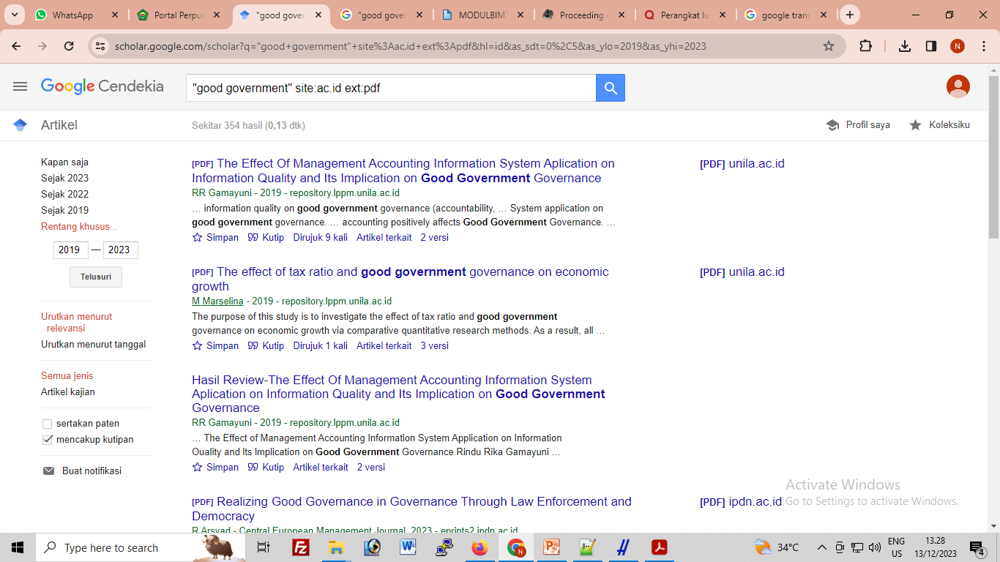 WhatsApp
Portal Perpus
"good gover
"good gover
MODULBIMT
Proceeding
Perangkat lu
google trans
scholar.google.com/scholar?q="good+government"+site%3Aac.id+ext%3Apdf&hl=id&as_sdt=0%2C5&as_ylo=2019&as_yhi=2023
N
Google Cendekia
"good government" site:ac.id ext:pdf
Artikel
Sekitar 354 hasil (0,13 dtk)
Profil saya
Koleksiku
Kapan saja
Sejak 2023
Sejak 2022
Sejak 2019
Rentang khusus...
2019 — 2023
Telusuri
Urutkan menurut
relevansi
Urutkan menurut tanggal
Semua jenis
Artikel kajian
sertakan paten
mencakup kutipan
Buat notifikasi
[PDF] The Effect Of Management Accounting Information System Aplication on
Information Quality and Its Implication on Good Government Governance
RR Gamayuni - 2019 - repository.lppm.unila.ac.id
… information quality on good government governance (accountability, … System application on
good government governance. … accounting positively affects Good Government Governance. …
Simpan Kutip Dirujuk 9 kali Artikel terkait 2 versi
[PDF] unila.ac.id
[PDF] The effect of tax ratio and good government governance on economic
growth
M Marselina - 2019 - repository.lppm.unila.ac.id
The purpose of this study is to investigate the effect of tax ratio and good government
governance on economic growth via comparative quantitative research methods. As a result, all …
Simpan Kutip Dirujuk 1 kali Artikel terkait 3 versi
[PDF] unila.ac.id
Hasil Review-The Effect Of Management Accounting Information System
Aplication on Information Quality and Its Implication on Good Government
Governance
RR Gamayuni - 2019 - repository.lppm.unila.ac.id
… The Effect of Management Accounting Information System Application on Information
Quality and Its Implication on Good Government Governance Rindu Rika Gamayuni …
Simpan Kutip Artikel terkait 2 versi
[PDF] Realizing Good Governance in Governance Through Law Enforcement and
Democracy
R Arsyad - Central European Management Journal, 2023 - eprints2.ipdn.ac.id
[PDF] ipdn.ac.id
Activate Windows
Go to Settings to activate Windows.
Type here to search
34°C
ENG
US
13.28
13/12/2023
4